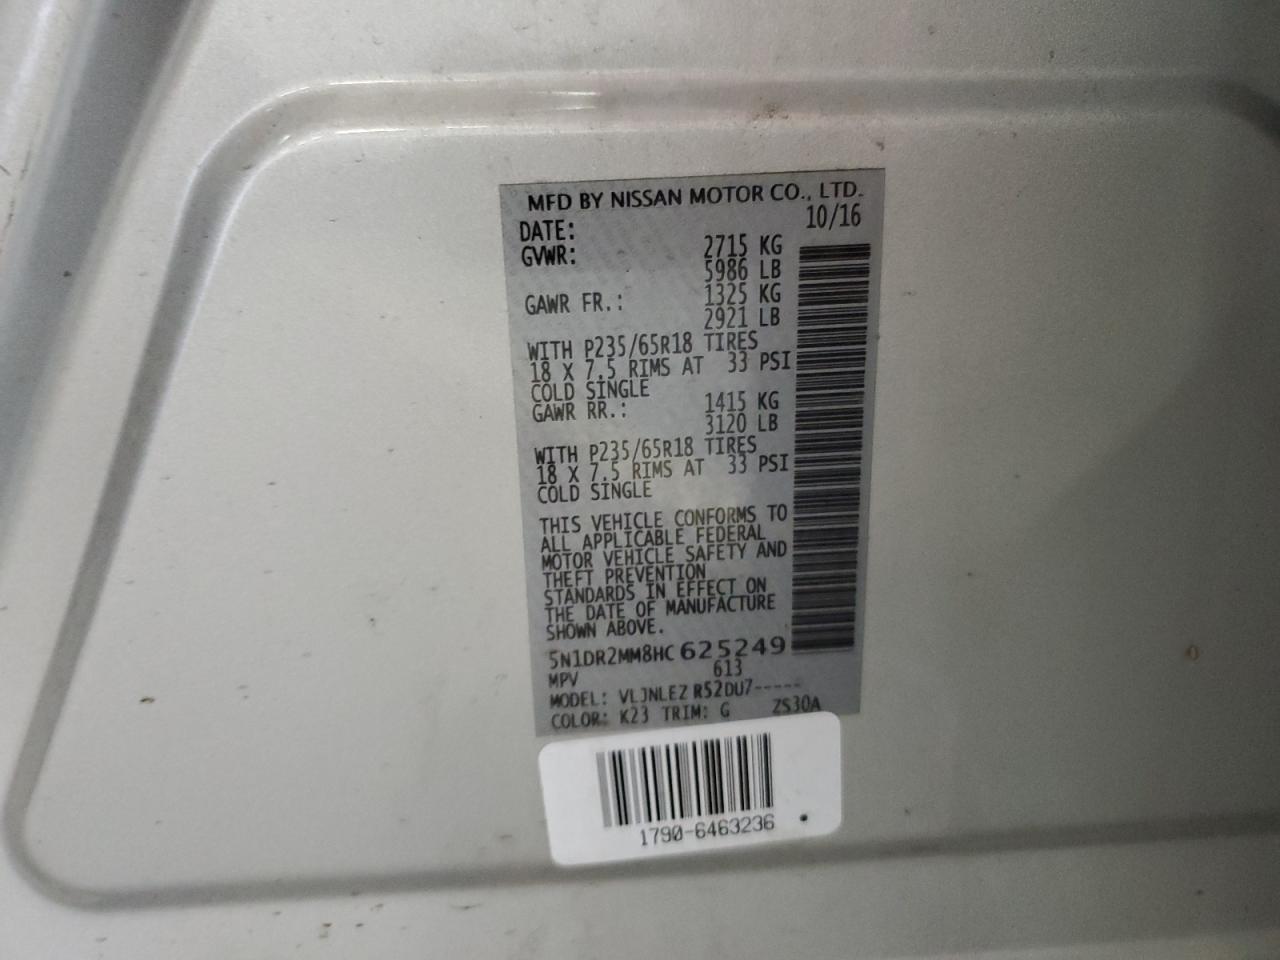 MFD BY NISSAN MOTOR CO., LTD.
DATE: 10/16
GVWR: 2715 KG
5986 LB
GAWR FR.: 1325 KG
2921 LB
WITH P235/65R18 TIRES
18 X 7.5 RIMS AT 33 PSI
COLD SINGLE
GAWR RR.: 1415 KG
3120 LB
WITH P235/65R18 TIRES
18 X 7.5 RIMS AT 33 PSI
COLD SINGLE
THIS VEHICLE CONFORMS TO
ALL APPLICABLE FEDERAL
MOTOR VEHICLE SAFETY AND
THEFT PREVENTION
STANDARDS IN EFFECT ON
THE DATE OF MANUFACTURE
SHOWN ABOVE.
5N1DR2MM8HC625249
MPV 613
MODEL: VLJNLEZ R52DU7-----
COLOR: K23 TRIM: G ZS30A
1790-6463236